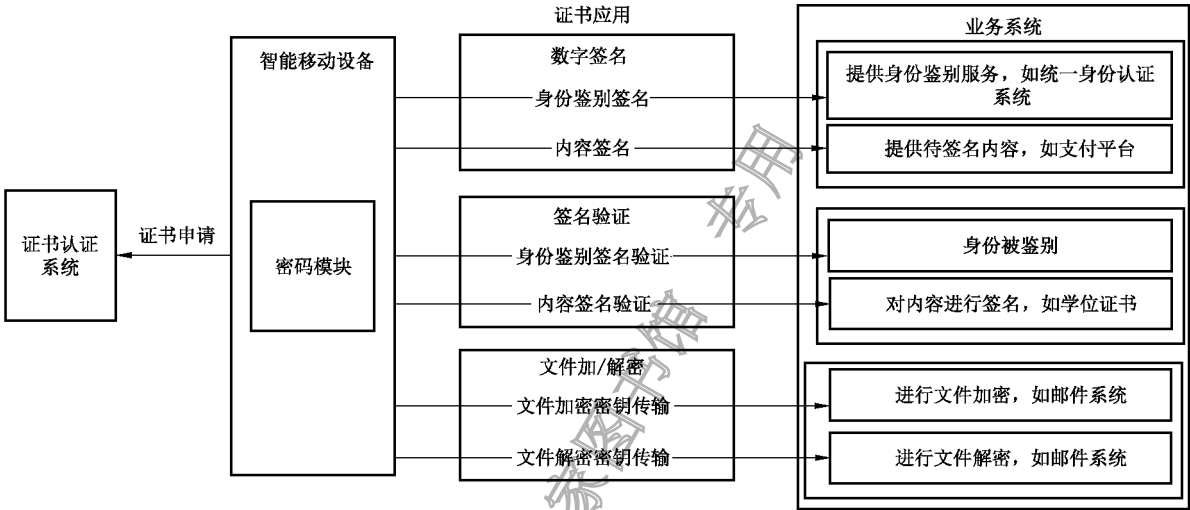 证书应用
业务系统
智能移动设备
密码模块
证书认证
系统
证书申请
数字签名
身份鉴别签名
内容签名
提供身份鉴别服务，如统一身份认证
系统
提供待签名内容，如支付平台
签名验证
身份鉴别签名验证
内容签名验证
身份被鉴别
对内容进行签名，如学位证书
文件加/解密
文件加密密钥传输
文件解密密钥传输
进行文件加密，如邮件系统
进行文件解密，如邮件系统
家图书馆
专用